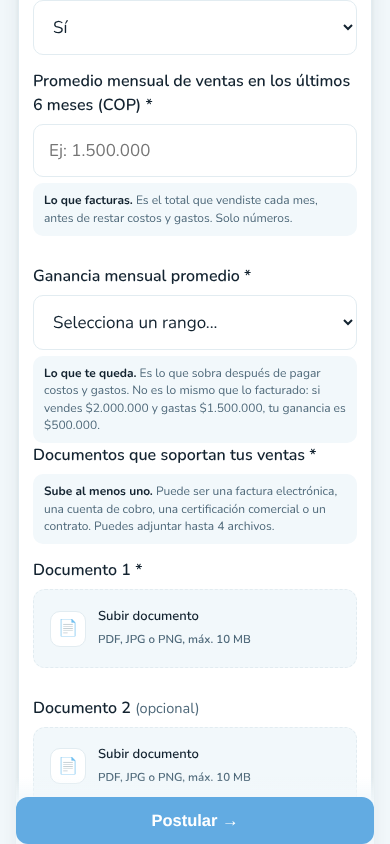 Sí
Promedio mensual de ventas en los últimos
6 meses (COP) *
Ej: 1.500.000
Lo que facturas. Es el total que vendiste cada mes,
antes de restar costos y gastos. Solo números.
Ganancia mensual promedio *
Selecciona un rango...
Lo que te queda. Es lo que sobra después de pagar
costos y gastos. No es lo mismo que lo facturado: si
vendes $2.000.000 y gastas $1.500.000, tu ganancia es
$500.000.
Documentos que soportan tus ventas *
Sube al menos uno. Puede ser una factura electrónica,
una cuenta de cobro, una certificación comercial o un
contrato. Puedes adjuntar hasta 4 archivos.
Documento 1 *
Subir documento
PDF, JPG o PNG, máx. 10 MB
Documento 2 (opcional)
Subir documento
PDF, JPG o PNG, máx. 10 MB
Postular →